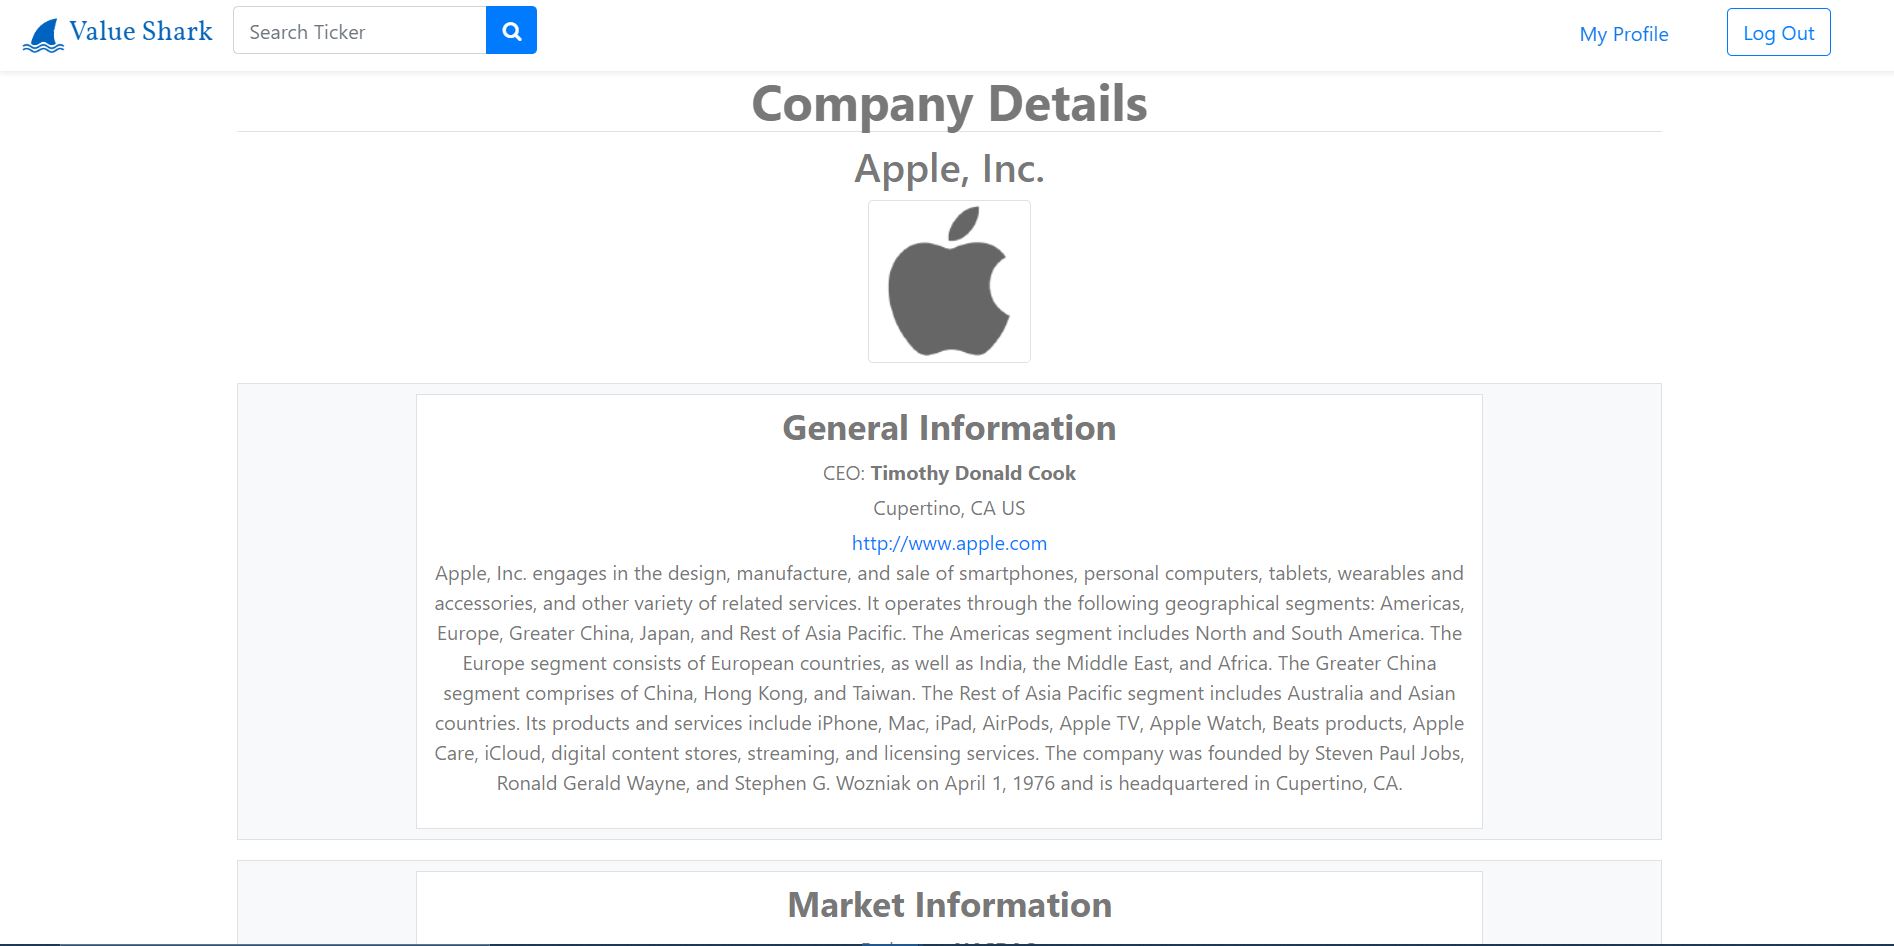 Value Shark
Search Ticker
My Profile
Log Out
Company Details
Apple, Inc.
General Information
CEO: Timothy Donald Cook
Cupertino, CA US
http://www.apple.com
Apple, Inc. engages in the design, manufacture, and sale of smartphones, personal computers, tablets, wearables and
accessories, and other variety of related services. It operates through the following geographical segments: Americas,
Europe, Greater China, Japan, and Rest of Asia Pacific. The Americas segment includes North and South America. The
Europe segment consists of European countries, as well as India, the Middle East, and Africa. The Greater China
segment comprises of China, Hong Kong, and Taiwan. The Rest of Asia Pacific segment includes Australia and Asian
countries. Its products and services include iPhone, Mac, iPad, AirPods, Apple TV, Apple Watch, Beats products, Apple
Care, iCloud, digital content stores, streaming, and licensing services. The company was founded by Steven Paul Jobs,
Ronald Gerald Wayne, and Stephen G. Wozniak on April 1, 1976 and is headquartered in Cupertino, CA.
Market Information